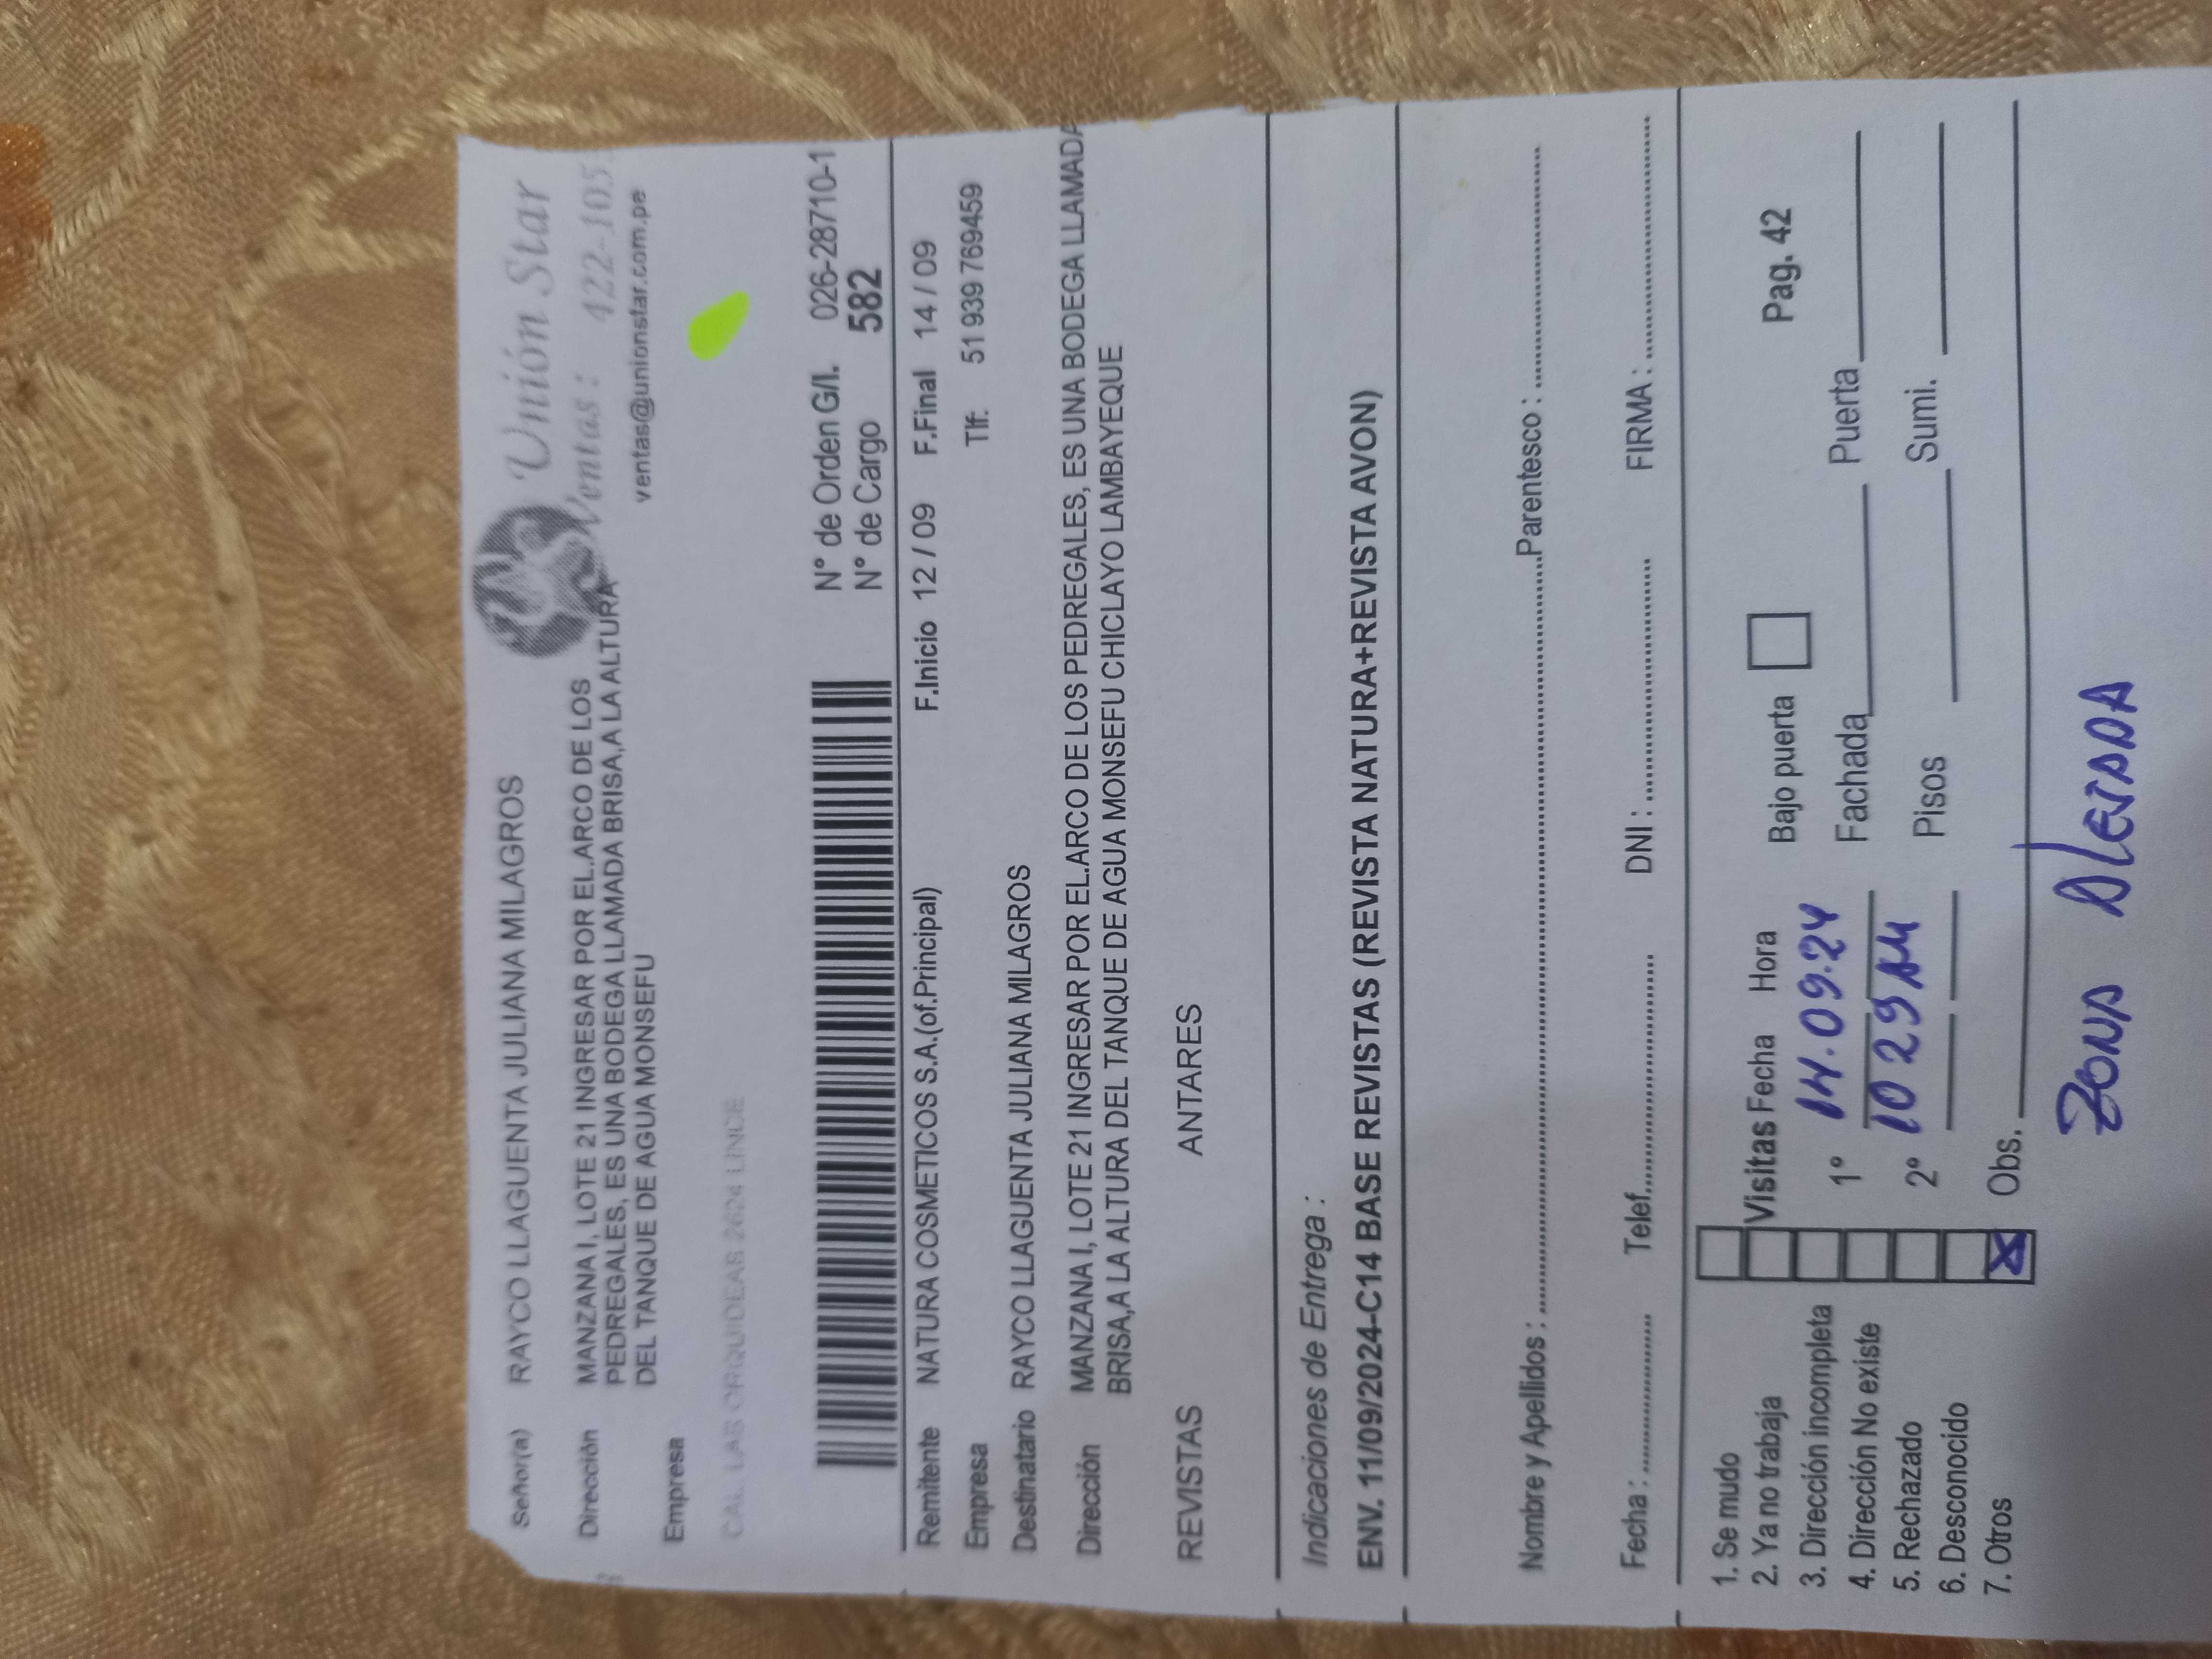 Unión Star
Señor(a) RAYCO LLAGUENTA JULIANA MILAGROS
Ventas : 422-105
Dirección MANZANA I, LOTE 21 INGRESAR POR EL.ARCO DE LOS
PEDREGALES, ES UNA BODEGA LLAMADA BRISA,A LA ALTURA
DEL TANQUE DE AGUA MONSEFU
ventas@unionstar.com.pe
Empresa
CAL. LAS ORQUIDEAS 2624 LINCE
N° de Orden G/I. 026-28710-1
N° de Cargo 582
Remitente NATURA COSMETICOS S.A.(of.Principal) F.Inicio 12 / 09 F.Final 14 / 09
Empresa Tlf. 51 939 769459
Destinatario RAYCO LLAGUENTA JULIANA MILAGROS
Dirección MANZANA I, LOTE 21 INGRESAR POR EL.ARCO DE LOS PEDREGALES, ES UNA BODEGA LLAMADA
BRISA,A LA ALTURA DEL TANQUE DE AGUA MONSEFU CHICLAYO LAMBAYEQUE
REVISTAS ANTARES
Indicaciones de Entrega :
ENV. 11/09/2024-C14 BASE REVISTAS (REVISTA NATURA+REVISTA AVON)
Nombre y Apellidos : Parentesco :
Fecha : Telef. DNI : FIRMA :
1. Se mudo
2. Ya no trabaja Visitas Fecha Hora Bajo puerta Pag. 42
3. Dirección incompleta 1° 14.09.24 Fachada Puerta
4. Dirección No existe 10 29 AM
5. Rechazado 2° Pisos Sumi.
6. Desconocido
7. Otros X Obs.
ZONA ALEJADA